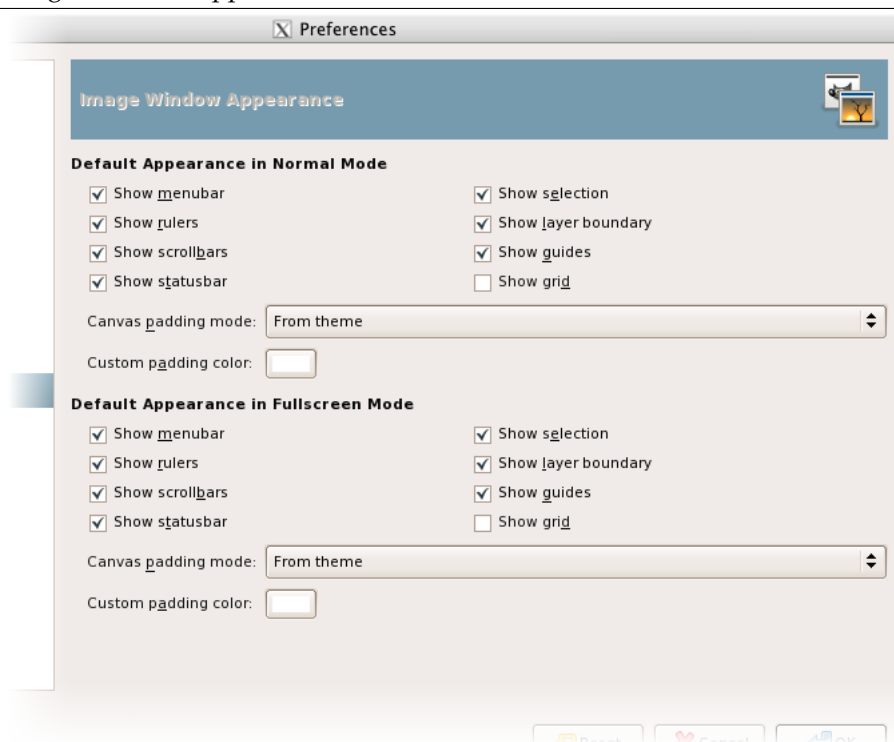 Preferences
Image Window Appearance
Default Appearance in Normal Mode
Show menubar
Show selection
Show rulers
Show layer boundary
Show scrollbars
Show guides
Show statusbar
Show grid
Canvas padding mode: From theme
Custom padding color:
Default Appearance in Fullscreen Mode
Show menubar
Show selection
Show rulers
Show layer boundary
Show scrollbars
Show guides
Show statusbar
Show grid
Canvas padding mode: From theme
Custom padding color:
Reset
Cancel
OK